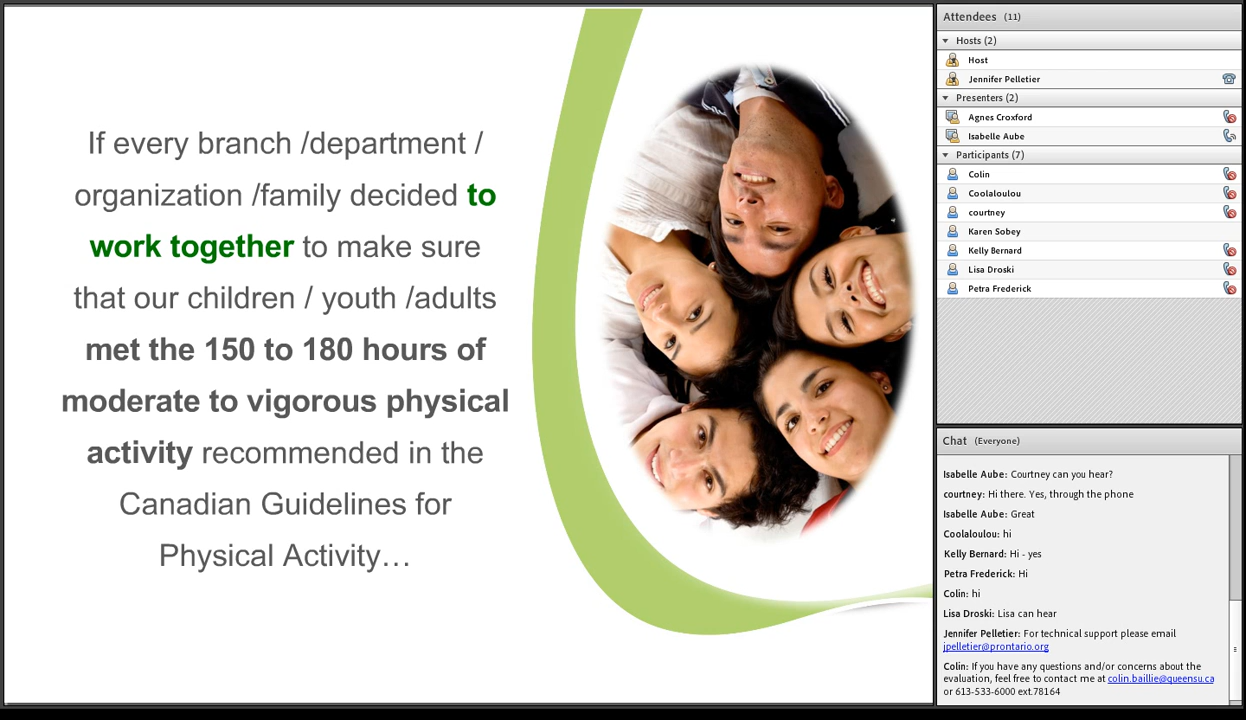 If every branch /department /
organization /family decided to
work together to make sure
that our children / youth /adults
met the 150 to 180 hours of
moderate to vigorous physical
activity recommended in the
Canadian Guidelines for
Physical Activity…
Attendees (11)
Hosts (2)
Host
Jennifer Pelletier
Presenters (2)
Agnes Croxford
Isabelle Aube
Participants (7)
Colin
Coolaloulou
courtney
Karen Sobey
Kelly Bernard
Lisa Droski
Petra Frederick
Chat (Everyone)
Isabelle Aube: Courtney can you hear?
courtney: Hi there. Yes, through the phone
Isabelle Aube: Great
Coolaloulou: hi
Kelly Bernard: Hi - yes
Petra Frederick: Hi
Colin: hi
Lisa Droski: Lisa can hear
Jennifer Pelletier: For technical support please email
jpelletier@prontario.org
Colin: If you have any questions and/or concerns about the
evaluation, feel free to contact me at colin.baillie@queensu.ca
or 613-533-6000 ext.78164